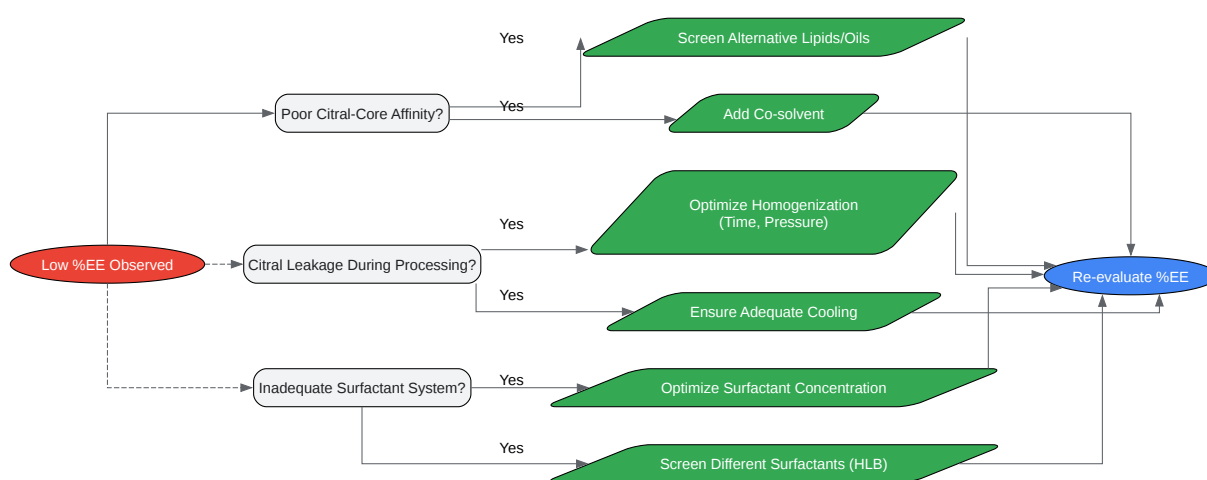 Yes
Screen Alternative Lipids/Oils
Poor Citral-Core Affinity?
Yes
Add Co-solvent
Optimize Homogenization
(Time, Pressure)
Yes
Low %EE Observed
Citral Leakage During Processing?
Re-evaluate %EE
Yes
Ensure Adequate Cooling
Inadequate Surfactant System?
Yes
Optimize Surfactant Concentration
Yes
Screen Different Surfactants (HLB)